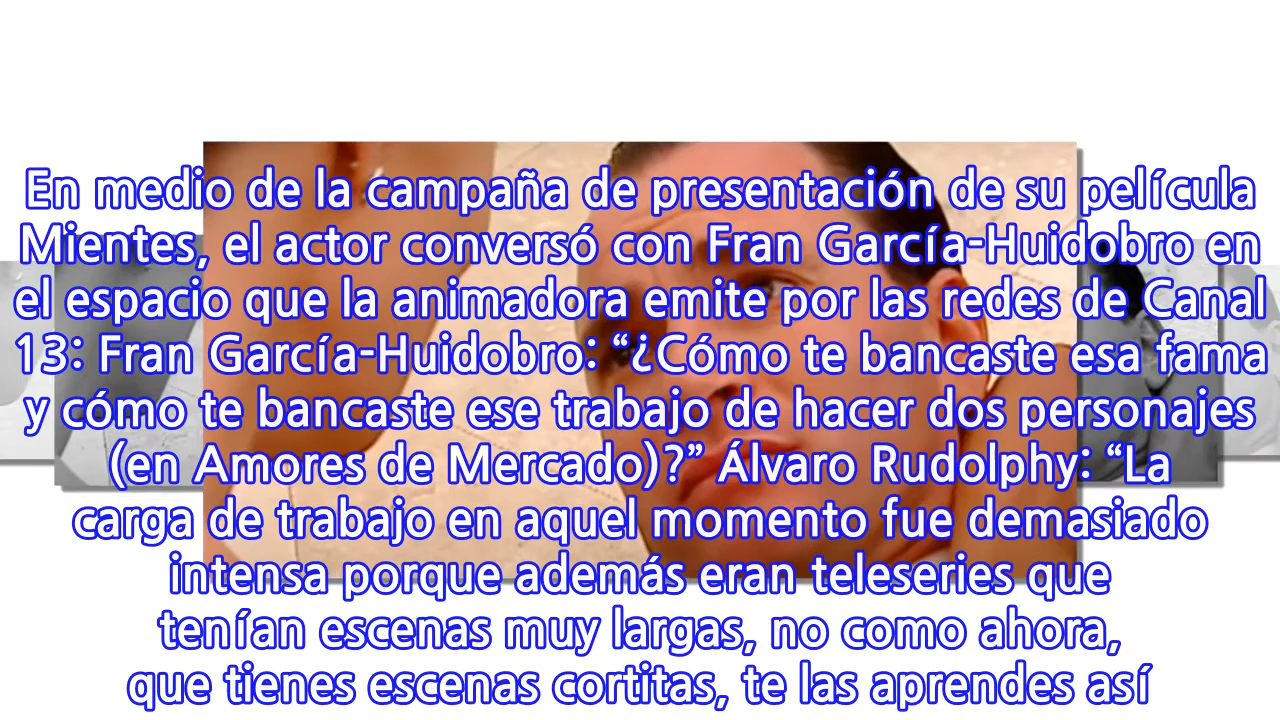 En medio de la campaña de presentación de su película
Mientes, el actor conversó con Fran García-Huidobro en
el espacio que la animadora emite por las redes de Canal
13: Fran García-Huidobro: “¿Cómo te bancaste esa fama
y cómo te bancaste ese trabajo de hacer dos personajes
(en Amores de Mercado)?” Álvaro Rudolphy: “La
carga de trabajo en aquel momento fue demasiado
intensa porque además eran teleseries que
tenían escenas muy largas, no como ahora,
que tienes escenas cortitas, te las aprendes así